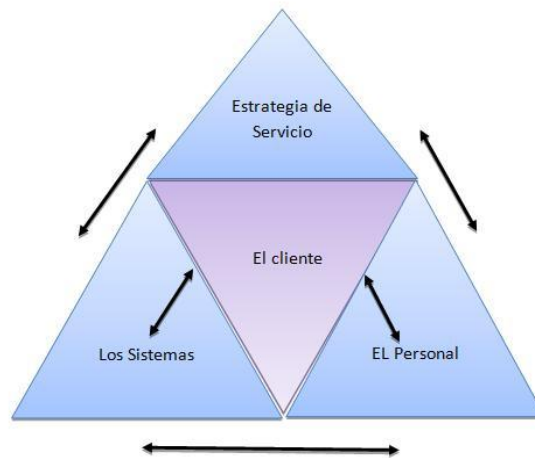 Estrategia de
Servicio
El cliente
Los Sistemas
EL Personal